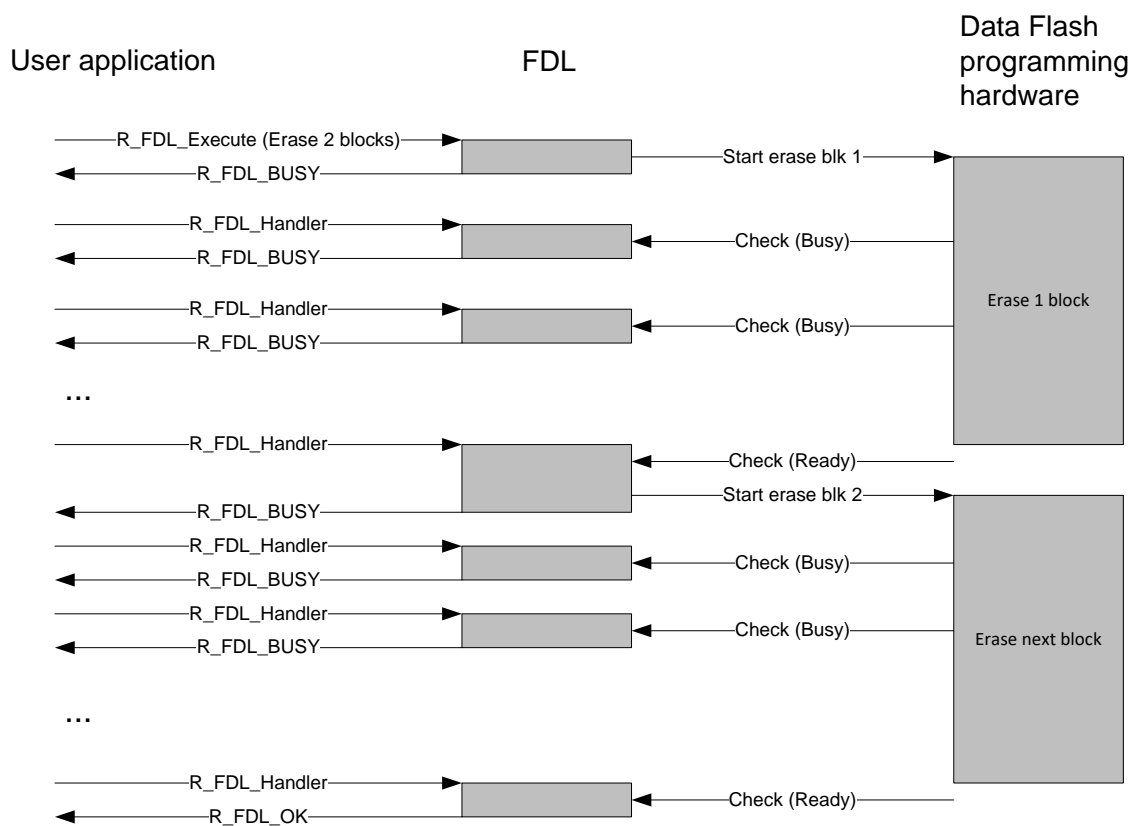 User application
FDL
Data Flash
programming
hardware
R_FDL_Execute (Erase 2 blocks)
Start erase blk 1
R_FDL_BUSY
R_FDL_Handler
Check (Busy)
R_FDL_BUSY
Erase 1 block
R_FDL_Handler
Check (Busy)
R_FDL_BUSY
...
R_FDL_Handler
Check (Ready)
Start erase blk 2
R_FDL_BUSY
R_FDL_Handler
Check (Busy)
R_FDL_BUSY
R_FDL_Handler
Check (Busy)
Erase next block
R_FDL_BUSY
...
R_FDL_Handler
Check (Ready)
R_FDL_OK